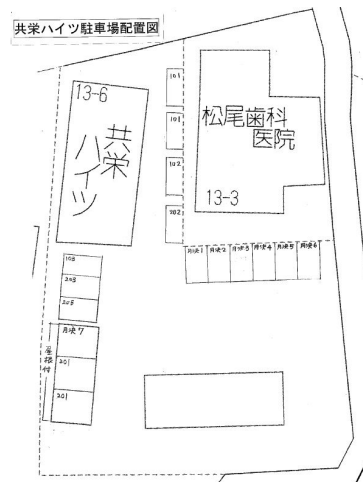 共栄ハイツ駐車場配置図
13-6
共栄
ハイツ
101
101
102
202
松尾歯科
医院
13-3
月決1
月決2
月決3
月決4
月決5
月決6
103
203
205
月決7
201
201
屋根付